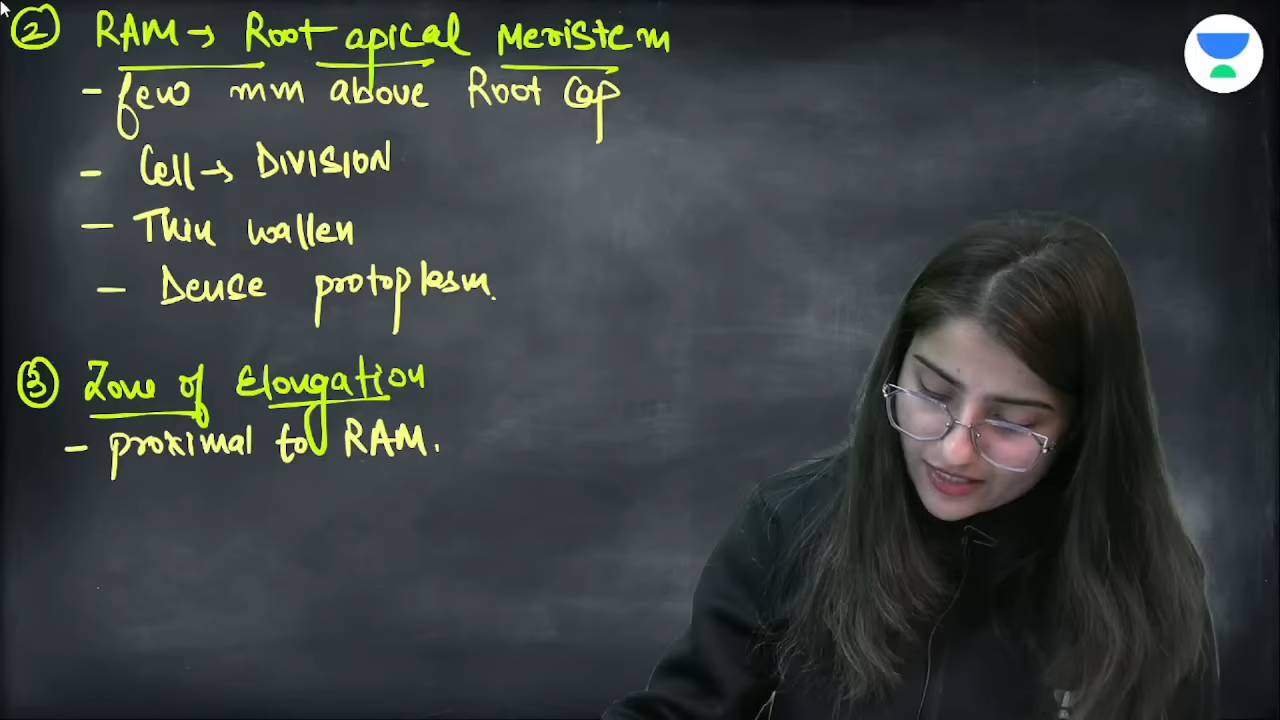 ② RAM → Root apical Meristem
- few mm above Root Cap
- Cell → DIVISION
- Thin wallen
- Dense protoplasm.
③ Zone of Elongation
- proximal to RAM.